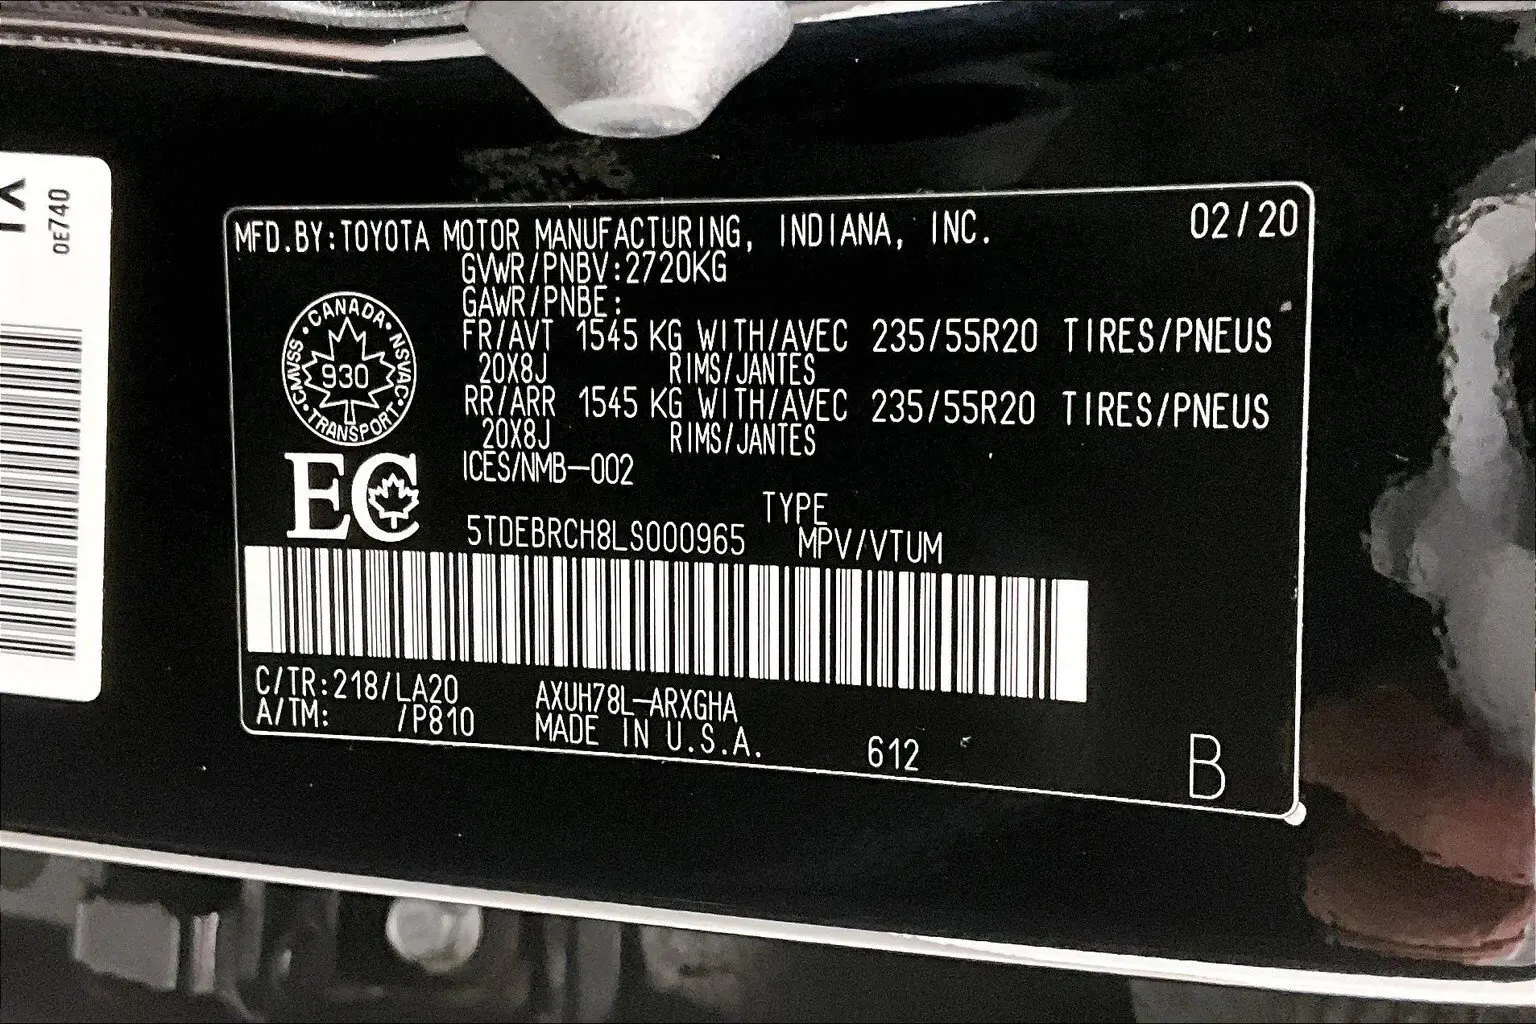 0E740
MFD.BY:TOYOTA MOTOR MANUFACTURING, INDIANA, INC. 02/20
GVWR/PNBV:2720KG
GAWR/PNBE:
FR/AVT 1545 KG WITH/AVEC 235/55R20 TIRES/PNEUS
20X8J RIMS/JANTES
RR/ARR 1545 KG WITH/AVEC 235/55R20 TIRES/PNEUS
20X8J RIMS/JANTES
ICES/NMB-002
CANADA · NSVAC · TRANSPORT · CMVSS ·
930
EC
TYPE
5TDEBRCH8LS000965 MPV/VTUM
C/TR:218/LA20 AXUH78L-ARXGHA
A/TM: /P810 MADE IN U.S.A. 612 B